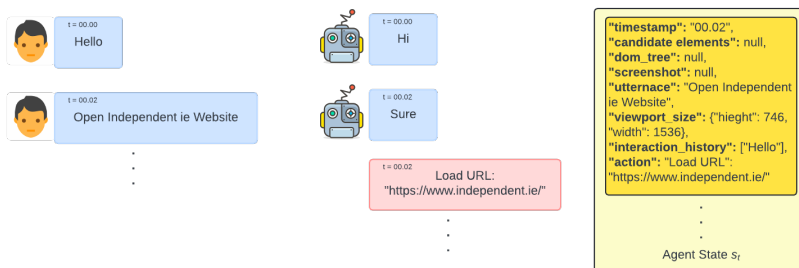 t = 00.00
Hello
t = 00.00
Hi
t = 00.02
Open Independent ie Website
t = 00.02
Sure
t = 00.02
Load URL:
"https://www.independent.ie/"
"timestamp": "00.02",
"candidate elements": null,
"dom_tree": null,
"screenshot": null,
"utternace": "Open Independent
ie Website",
"viewport_size": {"hieght": 746,
"width": 1536},
"interaction_history": ["Hello"],
"action": "Load URL":
"https://www.independent.ie/"
Agent State st